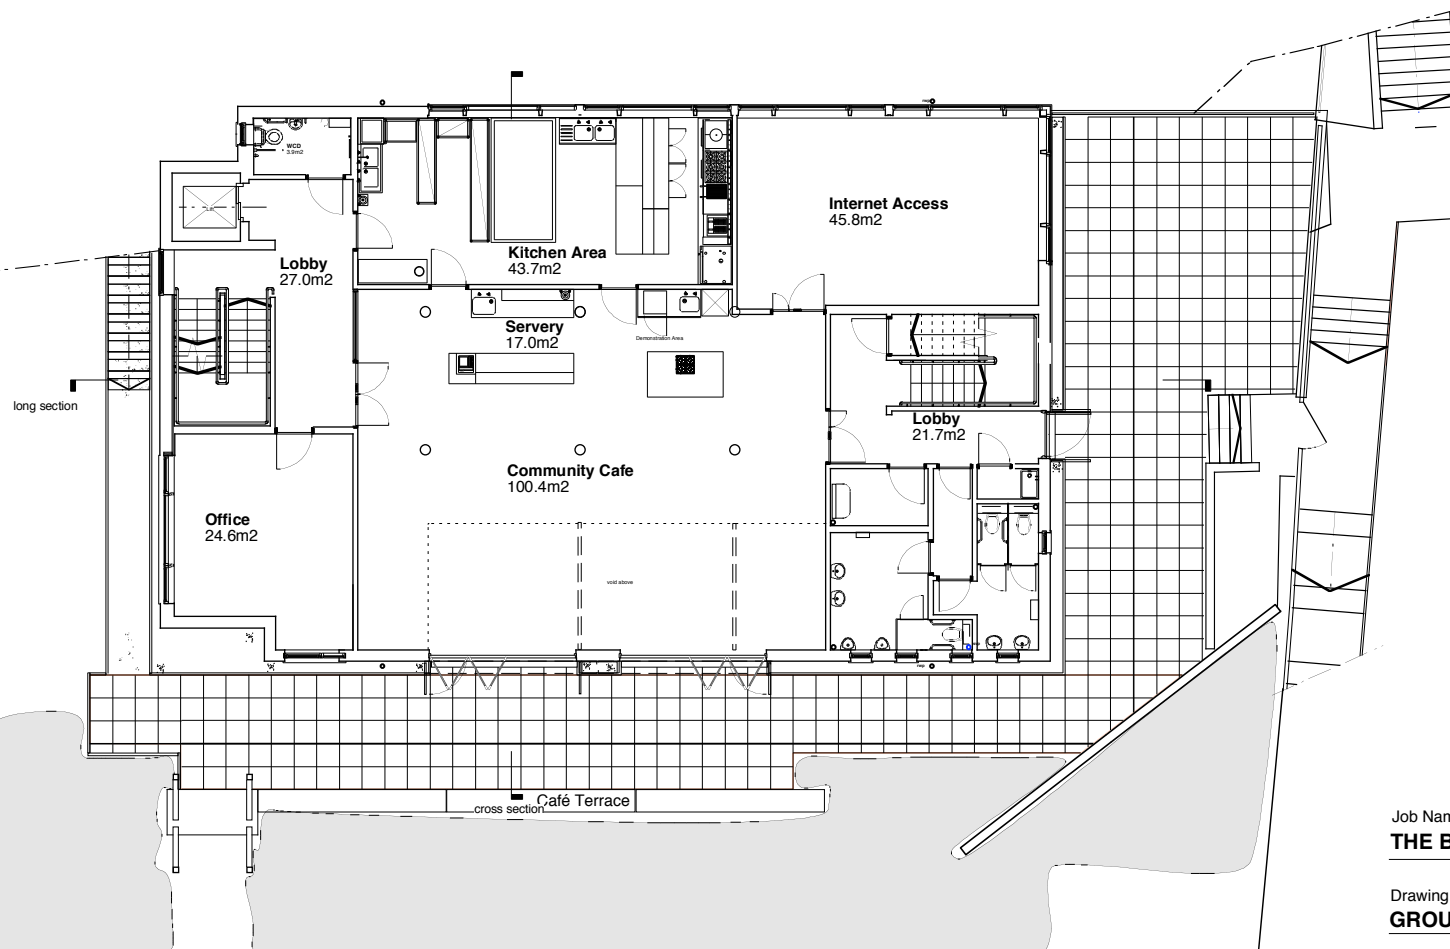 WCD
3.9m2
Internet Access
45.8m2
Kitchen Area
43.7m2
Lobby
27.0m2
Servery
17.0m2
Demonstration Area
long section
Lobby
21.7m2
Community Cafe
100.4m2
Office
24.6m2
void above
Café Terrace
cross section
Job Nam
THE B
Drawing
GROU